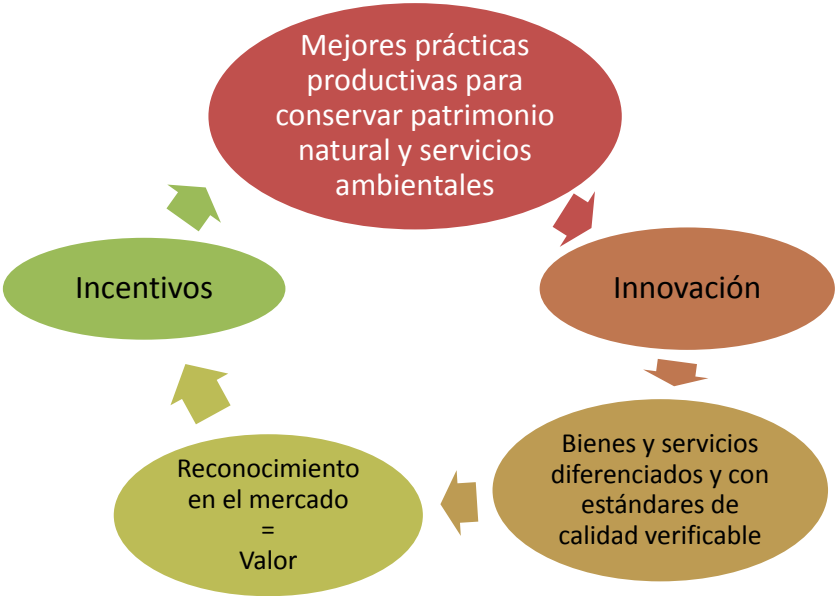 Mejores prácticas
productivas para
conservar patrimonio
natural y servicios
ambientales
Innovación
Bienes y servicios
diferenciados y con
estándares de
calidad verificable
Reconocimiento
en el mercado
=
Valor
Incentivos